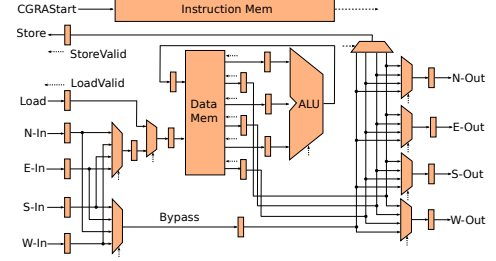 CGRAStart
Instruction Mem
Store
StoreValid
LoadValid
Load
Data
Mem
ALU
N-In
E-In
S-In
W-In
Bypass
N-Out
E-Out
S-Out
W-Out